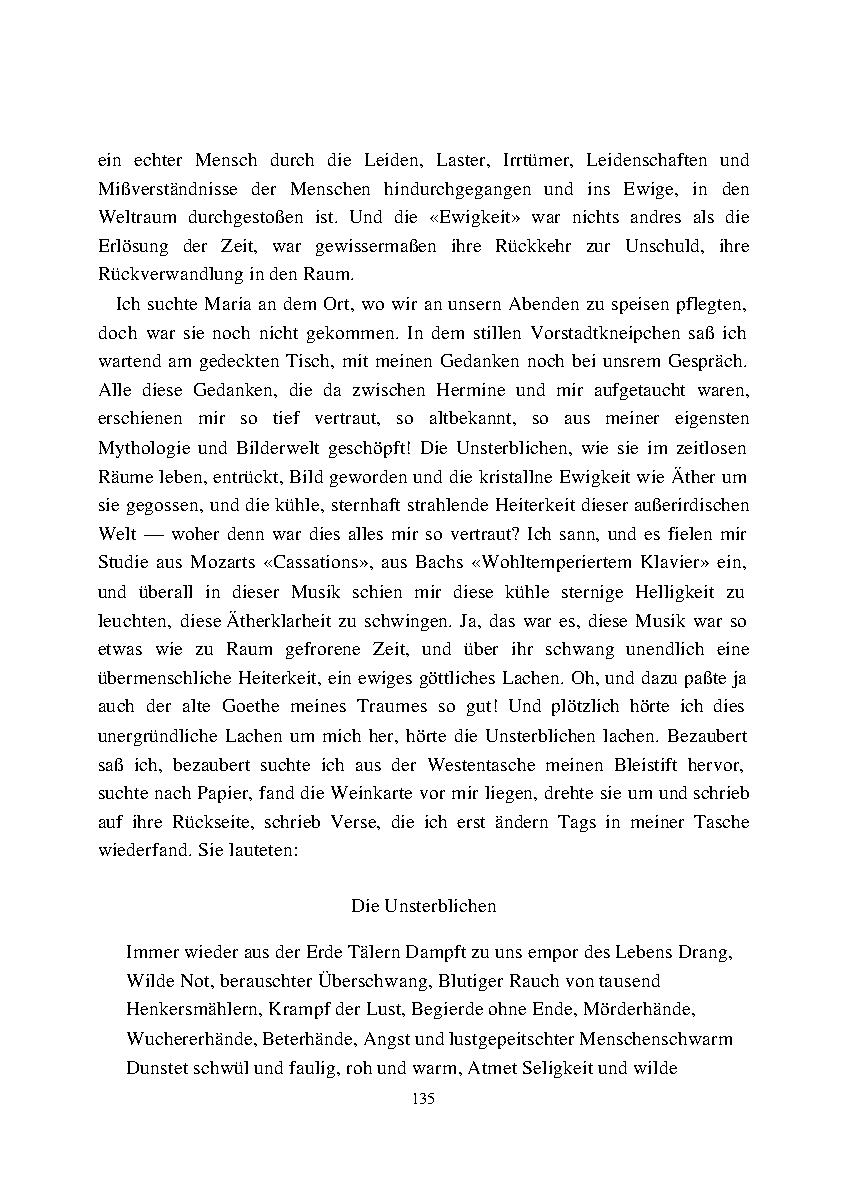 ein echter Mensch durch die Leiden, Laster, Irrtümer, Leidenschaften und
Mißverständnisse der Menschen hindurchgegangen und ins Ewige, in den
Weltraum durchgestoßen ist. Und die «Ewigkeit» war nichts andres als die
Erlösung der Zeit, war gewissermaßen ihre Rückkehr zur Unschuld, ihre
Rückverwandlung in den Raum.
Ich suchte Maria an dem Ort, wo wir an unsern Abenden zu speisen pflegten,
doch war sie noch nicht gekommen. In dem stillen Vorstadtkneipchen saß ich
wartend am gedeckten Tisch, mit meinen Gedanken noch bei unsrem Gespräch.
Alle diese Gedanken, die da zwischen Hermine und mir aufgetaucht waren,
erschienen mir so tief vertraut, so altbekannt, so aus meiner eigensten
Mythologie und Bilderwelt geschöpft! Die Unsterblichen, wie sie im zeitlosen
Räume leben, entrückt, Bild geworden und die kristallne Ewigkeit wie Äther um
sie gegossen, und die kühle, sternhaft strahlende Heiterkeit dieser außerirdischen
Welt — woher denn war dies alles mir so vertraut? Ich sann, und es fielen mir
Studie aus Mozarts «Cassations», aus Bachs «Wohltemperiertem Klavier» ein,
und überall in dieser Musik schien mir diese kühle sternige Helligkeit zu
leuchten, diese Ätherklarheit zu schwingen. Ja, das war es, diese Musik war so
etwas wie zu Raum gefrorene Zeit, und über ihr schwang unendlich eine
übermenschliche Heiterkeit, ein ewiges göttliches Lachen. Oh, und dazu paßte ja
auch der alte Goethe meines Traumes so gut! Und plötzlich hörte ich dies
unergründliche Lachen um mich her, hörte die Unsterblichen lachen. Bezaubert
saß ich, bezaubert suchte ich aus der Westentasche meinen Bleistift hervor,
suchte nach Papier, fand die Weinkarte vor mir liegen, drehte sie um und schrieb
auf ihre Rückseite, schrieb Verse, die ich erst ändern Tags in meiner Tasche
wiederfand. Sie lauteten:
Die Unsterblichen
Immer wieder aus der Erde Tälern Dampft zu uns empor des Lebens Drang,
Wilde Not, berauschter Überschwang, Blutiger Rauch von tausend
Henkersmählern, Krampf der Lust, Begierde ohne Ende, Mörderhände,
Wuchererhände, Beterhände, Angst und lustgepeitschter Menschenschwarm
Dunstet schwül und faulig, roh und warm, Atmet Seligkeit und wilde
135